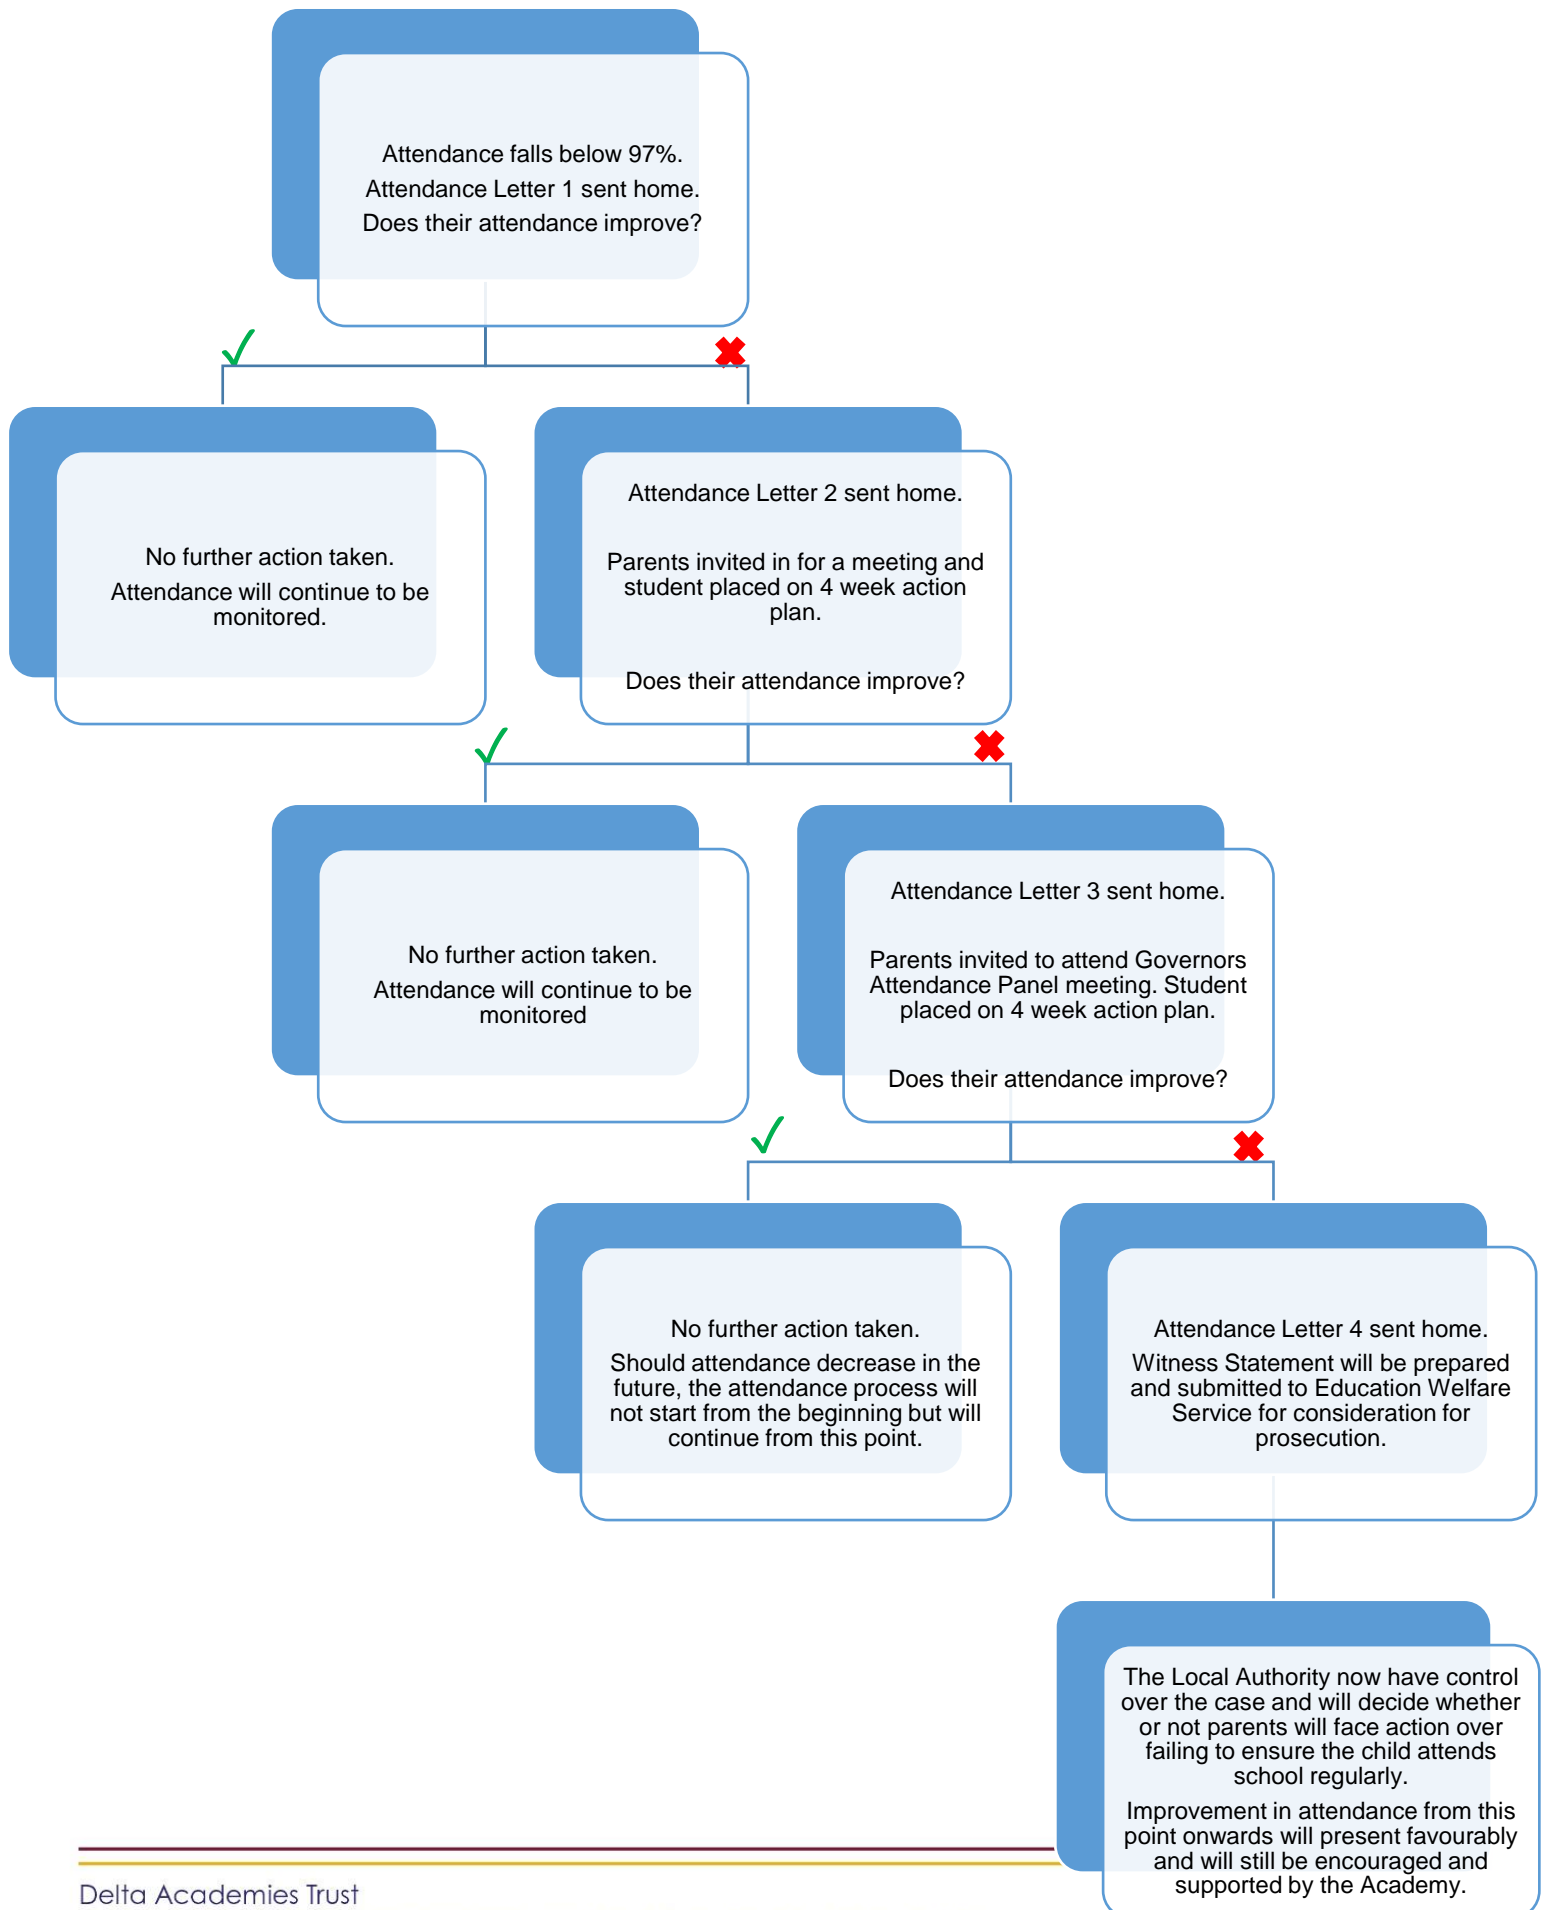 Attendance falls below 97%.
Attendance Letter 1 sent home.
Does their attendance improve?
No further action taken.
Attendance will continue to be
monitored.
Attendance Letter 2 sent home.
Parents invited in for a meeting and
student placed on 4 week action
plan.
Does their attendance improve?
No further action taken.
Attendance will continue to be
monitored
Attendance Letter 3 sent home.
Parents invited to attend Governors
Attendance Panel meeting. Student
placed on 4 week action plan.
Does their attendance improve?
No further action taken.
Should attendance decrease in the
future, the attendance process will
not start from the beginning but will
continue from this point.
Attendance Letter 4 sent home.
Witness Statement will be prepared
and submitted to Education Welfare
Service for consideration for
prosecution.
The Local Authority now have control
over the case and will decide whether
or not parents will face action over
failing to ensure the child attends
school regularly.
Improvement in attendance from this
point onwards will present favourably
and will still be encouraged and
supported by the Academy.
Delta Academies Trust